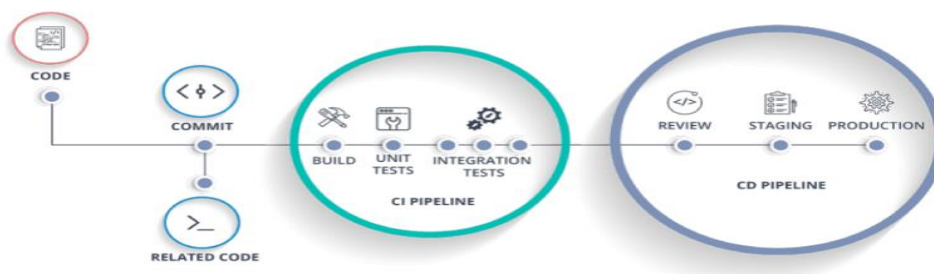 CODE
COMMIT
RELATED CODE
BUILD
UNIT
TESTS
INTEGRATION
TESTS
CI PIPELINE
REVIEW
STAGING
PRODUCTION
CD PIPELINE